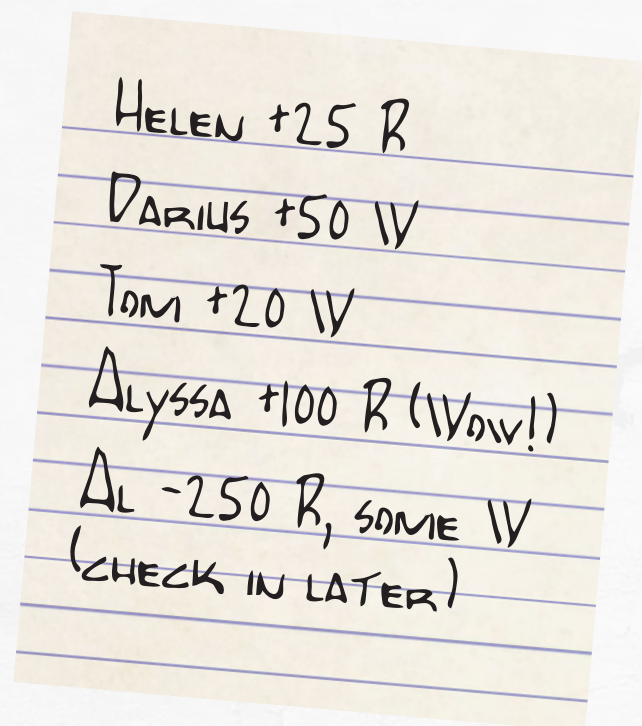 Helen +25 R
Darius +50 W
Tom +20 W
Alyssa +100 R (Wow!)
Al -250 R, some W
(check in later)